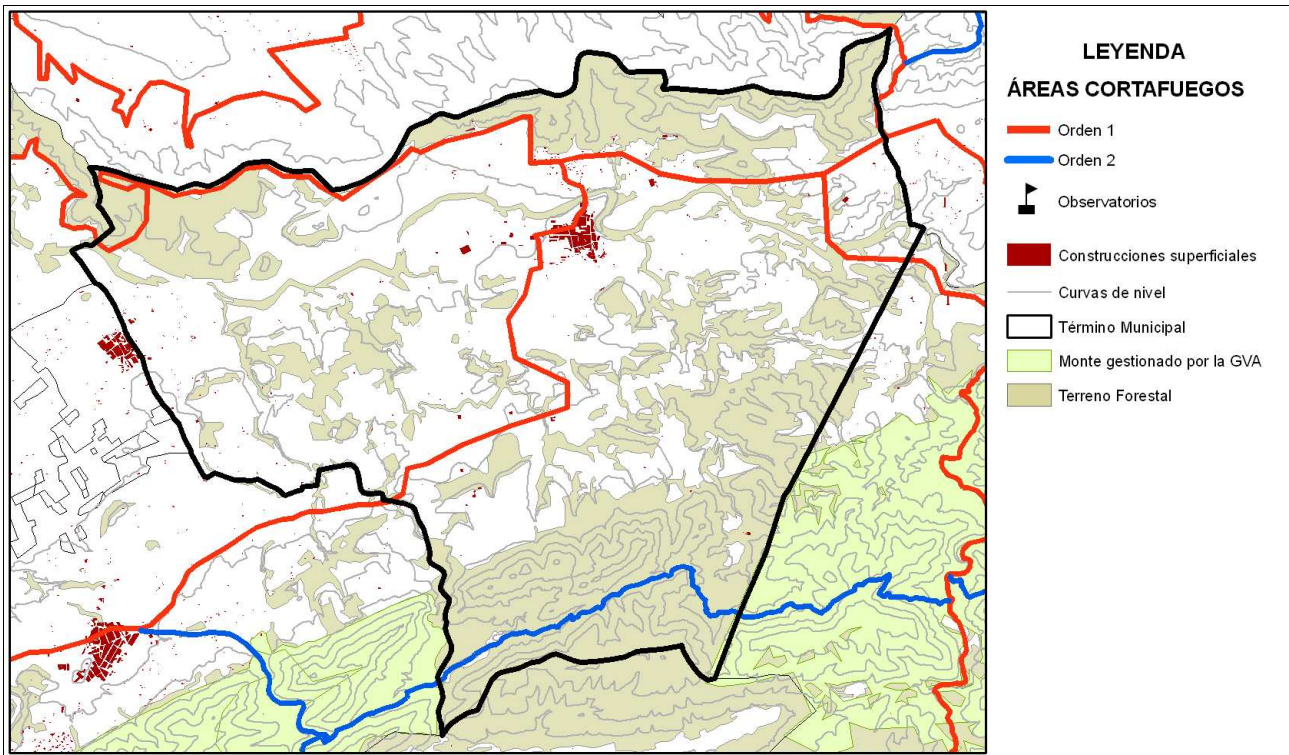 LEYENDA
ÁREAS CORTAFUEGOS
Orden 1
Orden 2
Observatorios
Construcciones superficiales
Curvas de nivel
Término Municipal
Monte gestionado por la GVA
Terreno Forestal